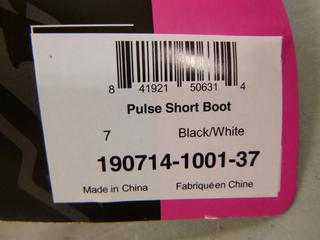 8 41921 50631 4
Pulse Short Boot
7 Black/White
190714-1001-37
Made in China Fabriquéen Chine